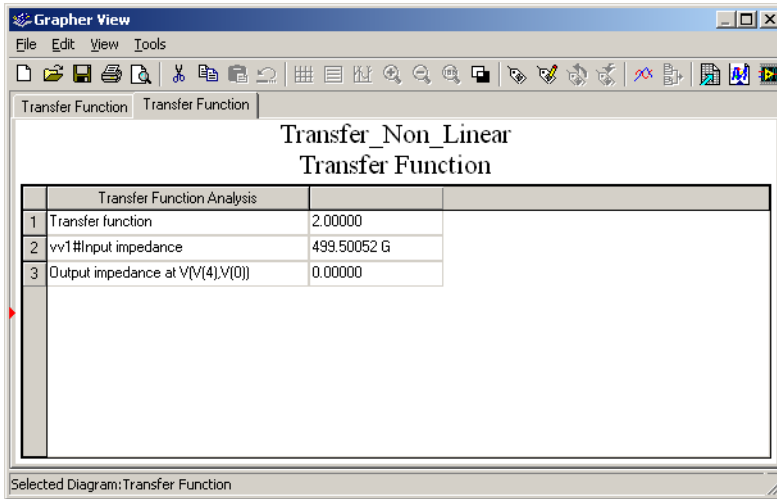 Grapher View
File Edit View Tools
Transfer Function Transfer Function
Transfer_Non_Linear
Transfer Function
Transfer Function Analysis
1 Transfer function 2.00000
2 vv1#Input impedance 499.50052 G
3 Output impedance at V(V(4),V(0)) 0.00000
Selected Diagram:Transfer Function